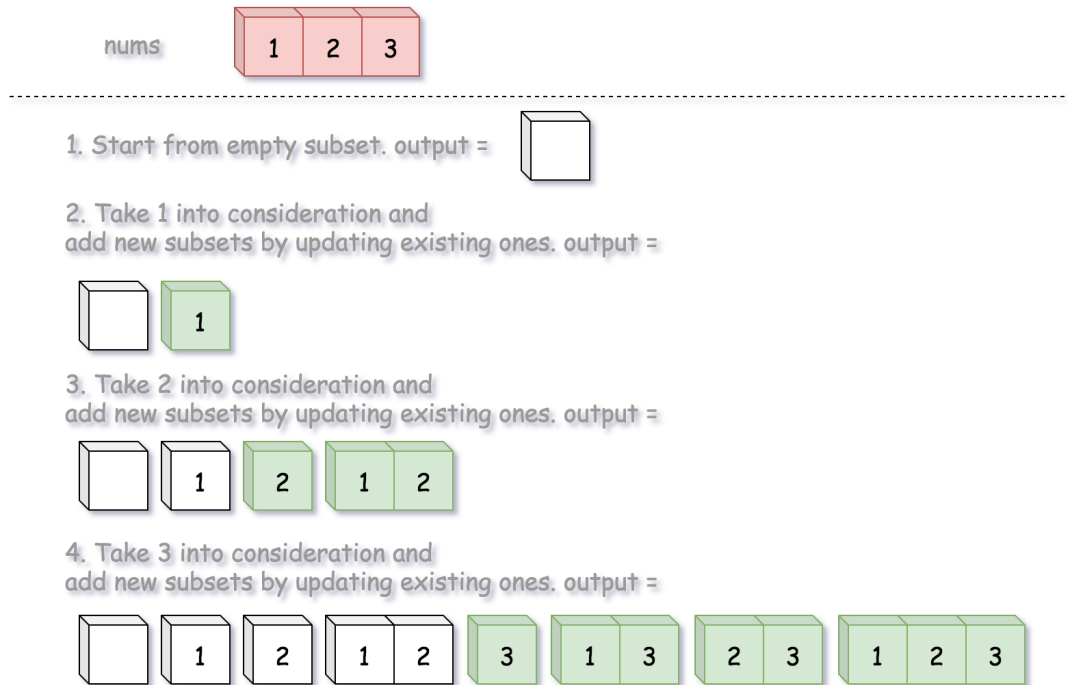 nums 1 2 3
1. Start from empty subset. output =
2. Take 1 into consideration and
add new subsets by updating existing ones. output =
1
3. Take 2 into consideration and
add new subsets by updating existing ones. output =
1 2 1 2
4. Take 3 into consideration and
add new subsets by updating existing ones. output =
1 2 1 2 3 1 3 2 3 1 2 3